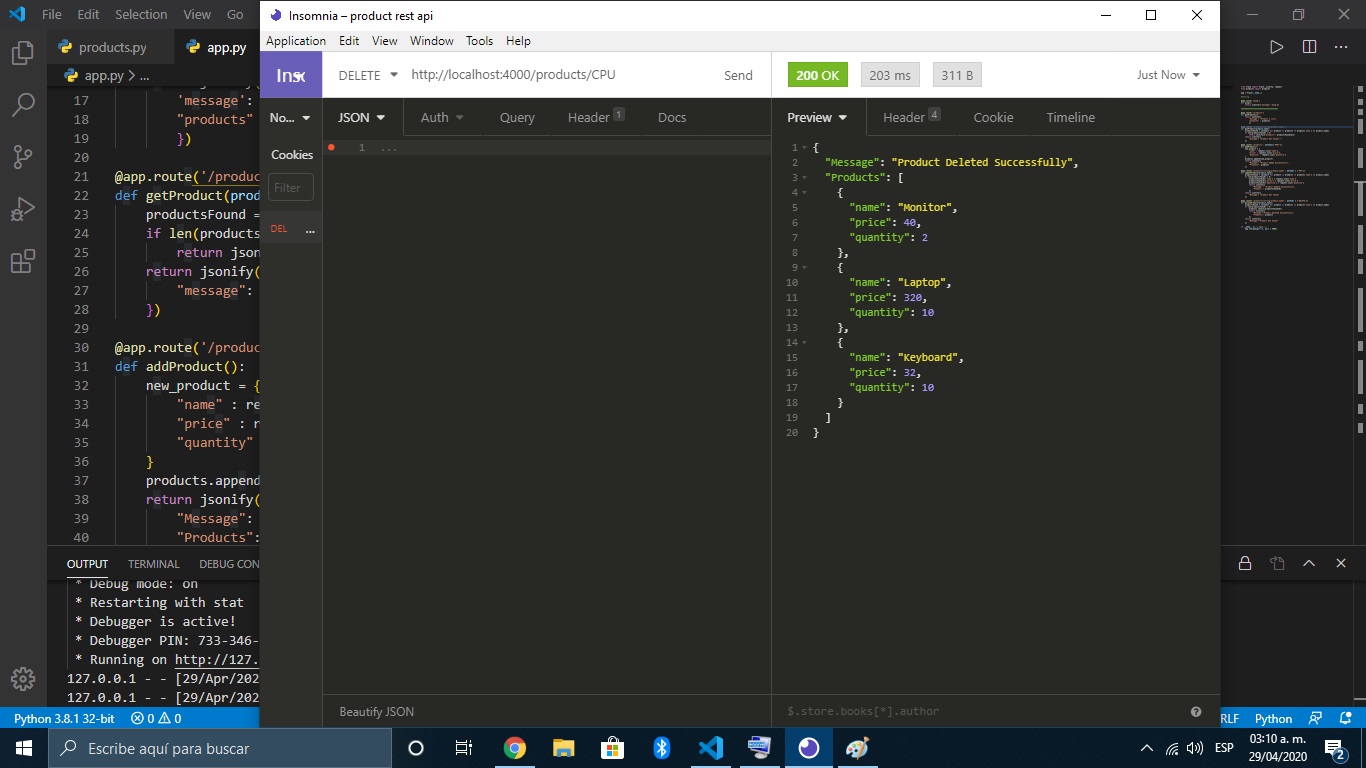 File Edit Selection View Go
products.py app.py
app.py > ...
17 'message':
18 "products"
19 })
20
21 @app.route('/produc
22 def getProduct(prod
23 productsFound =
24 if len(products
25 return json
26 return jsonify(
27 "message":
28 })
29
30 @app.route('/produc
31 def addProduct():
32 new_product = {
33 "name" : re
34 "price" : r
35 "quantity"
36 }
37 products.append
38 return jsonify(
39 "Message":
40 "Products":
OUTPUT TERMINAL DEBUG CON
* Debug mode: on
* Restarting with stat
* Debugger is active!
* Debugger PIN: 733-346-
* Running on http://127.
127.0.0.1 - - [29/Apr/202
127.0.0.1 - - [29/Apr/202
Python 3.8.1 32-bit 0 0
Insomnia – product rest api
Application Edit View Window Tools Help
DELETE http://localhost:4000/products/CPU Send
200 OK 203 ms 311 B Just Now
No...
Cookies
Filter
DEL ...
JSON Auth Query Header 1 Docs
1 ...
Beautify JSON
Preview Header 4 Cookie Timeline
1 {
2 "Message": "Product Deleted Successfully",
3 "Products": [
4 {
5 "name": "Monitor",
6 "price": 40,
7 "quantity": 2
8 },
9 {
10 "name": "Laptop",
11 "price": 320,
12 "quantity": 10
13 },
14 {
15 "name": "Keyboard",
16 "price": 32,
17 "quantity": 10
18 }
19 ]
20 }
$.store.books[*].author
RLF Python
Escribe aquí para buscar
ESP
03:10 a. m.
29/04/2020
2